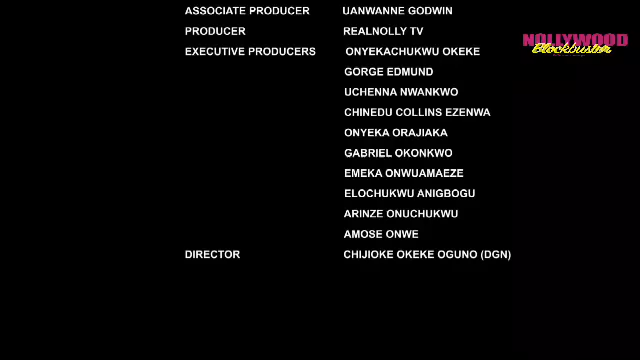 ASSOCIATE PRODUCER UANWANNE GODWIN
PRODUCER REALNOLLY TV
EXECUTIVE PRODUCERS ONYEKACHUKWU OKEKE
GORGE EDMUND
UCHENNA NWANKWO
CHINEDU COLLINS EZENWA
ONYEKA ORAJIAKA
GABRIEL OKONKWO
EMEKA ONWUAMAEZE
ELOCHUKWU ANIGBOGU
ARINZE ONUCHUKWU
AMOSE ONWE
DIRECTOR CHIJIOKE OKEKE OGUNO (DGN)
NOLLYWOOD
Blockbuster